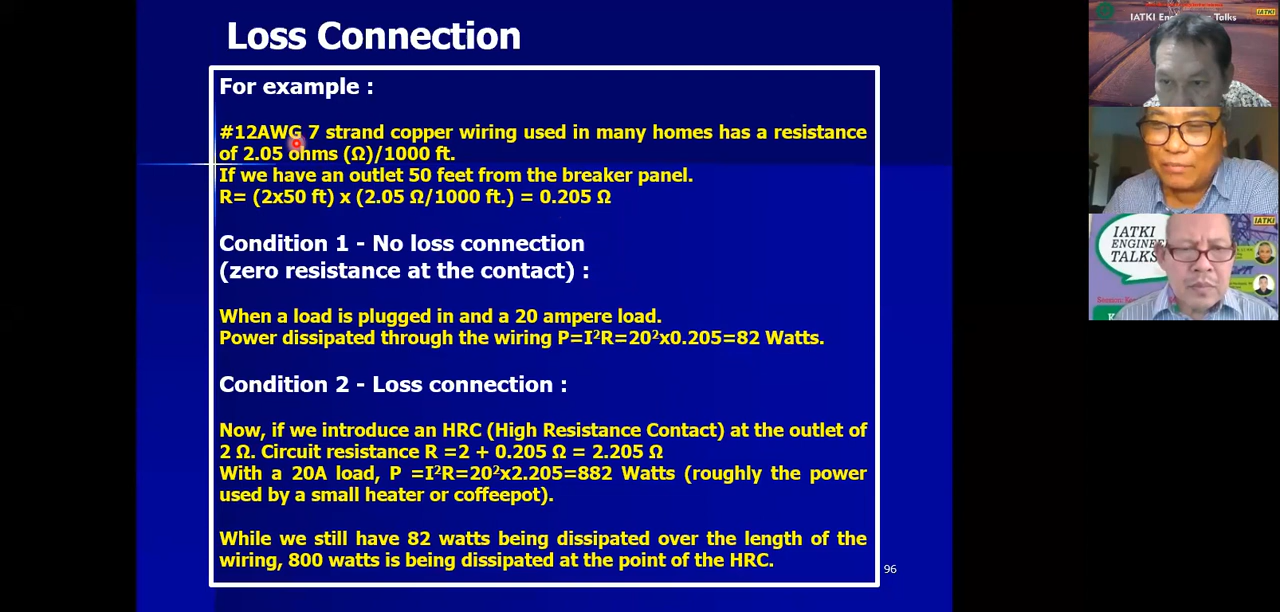 Loss Connection
For example :
#12AWG 7 strand copper wiring used in many homes has a resistance
of 2.05 ohms (Ω)/1000 ft.
If we have an outlet 50 feet from the breaker panel.
R= (2x50 ft) x (2.05 Ω/1000 ft.) = 0.205 Ω
Condition 1 - No loss connection
(zero resistance at the contact) :
When a load is plugged in and a 20 ampere load.
Power dissipated through the wiring P=I²R=20²x0.205=82 Watts.
Condition 2 - Loss connection :
Now, if we introduce an HRC (High Resistance Contact) at the outlet of
2 Ω. Circuit resistance R =2 + 0.205 Ω = 2.205 Ω
With a 20A load, P =I²R=20²x2.205=882 Watts (roughly the power
used by a small heater or coffeepot).
While we still have 82 watts being dissipated over the length of the
wiring, 800 watts is being dissipated at the point of the HRC.
96
IATKI Talks
IATKI
IATKI
TALKS
IATKI